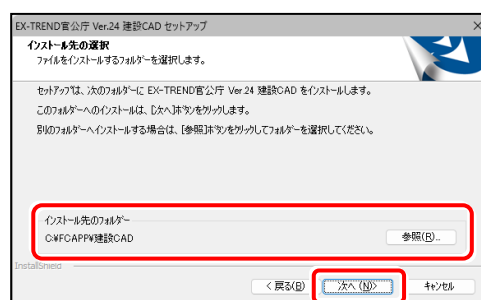 EX-TREND官公庁 Ver.24 建設CAD セットアップ
インストール先の選択
ファイルをインストールするフォルダーを選択します。
セットアップは、次のフォルダーに EX-TREND官公庁 Ver.24 建設CAD をインストールします。
このフォルダーへのインストールは、[次へ]ボタンをクリックします。
別のフォルダーへインストールする場合は、[参照]ボタンをクリックしてフォルダーを選択してください。
インストール先のフォルダー
C:¥FCAPP¥建設CAD
参照(R)...
InstallShield
< 戻る(B)
次へ(N)>
キャンセル